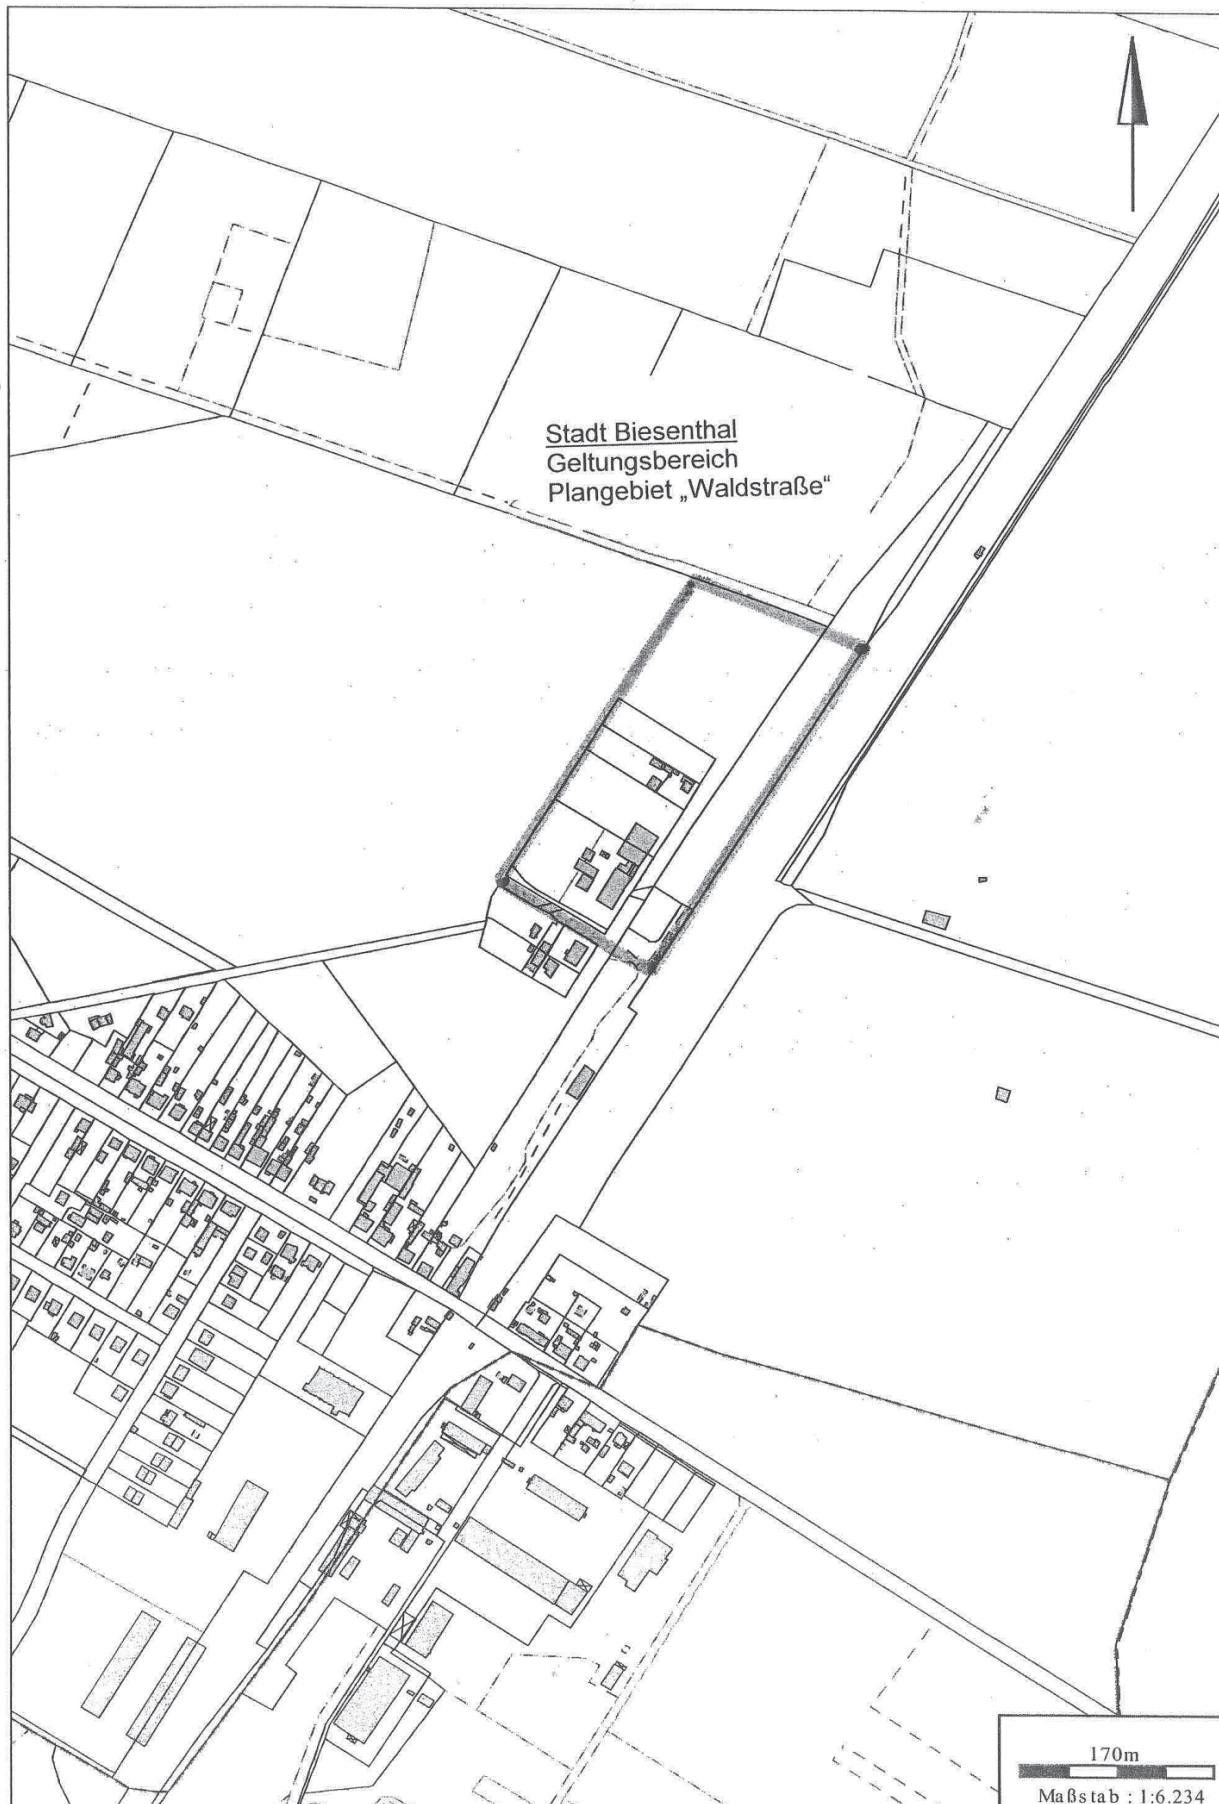 Stadt Biesenthal
Geltungsbereich
Plangebiet „Waldstraße“
170m
Maßstab : 1:6.234